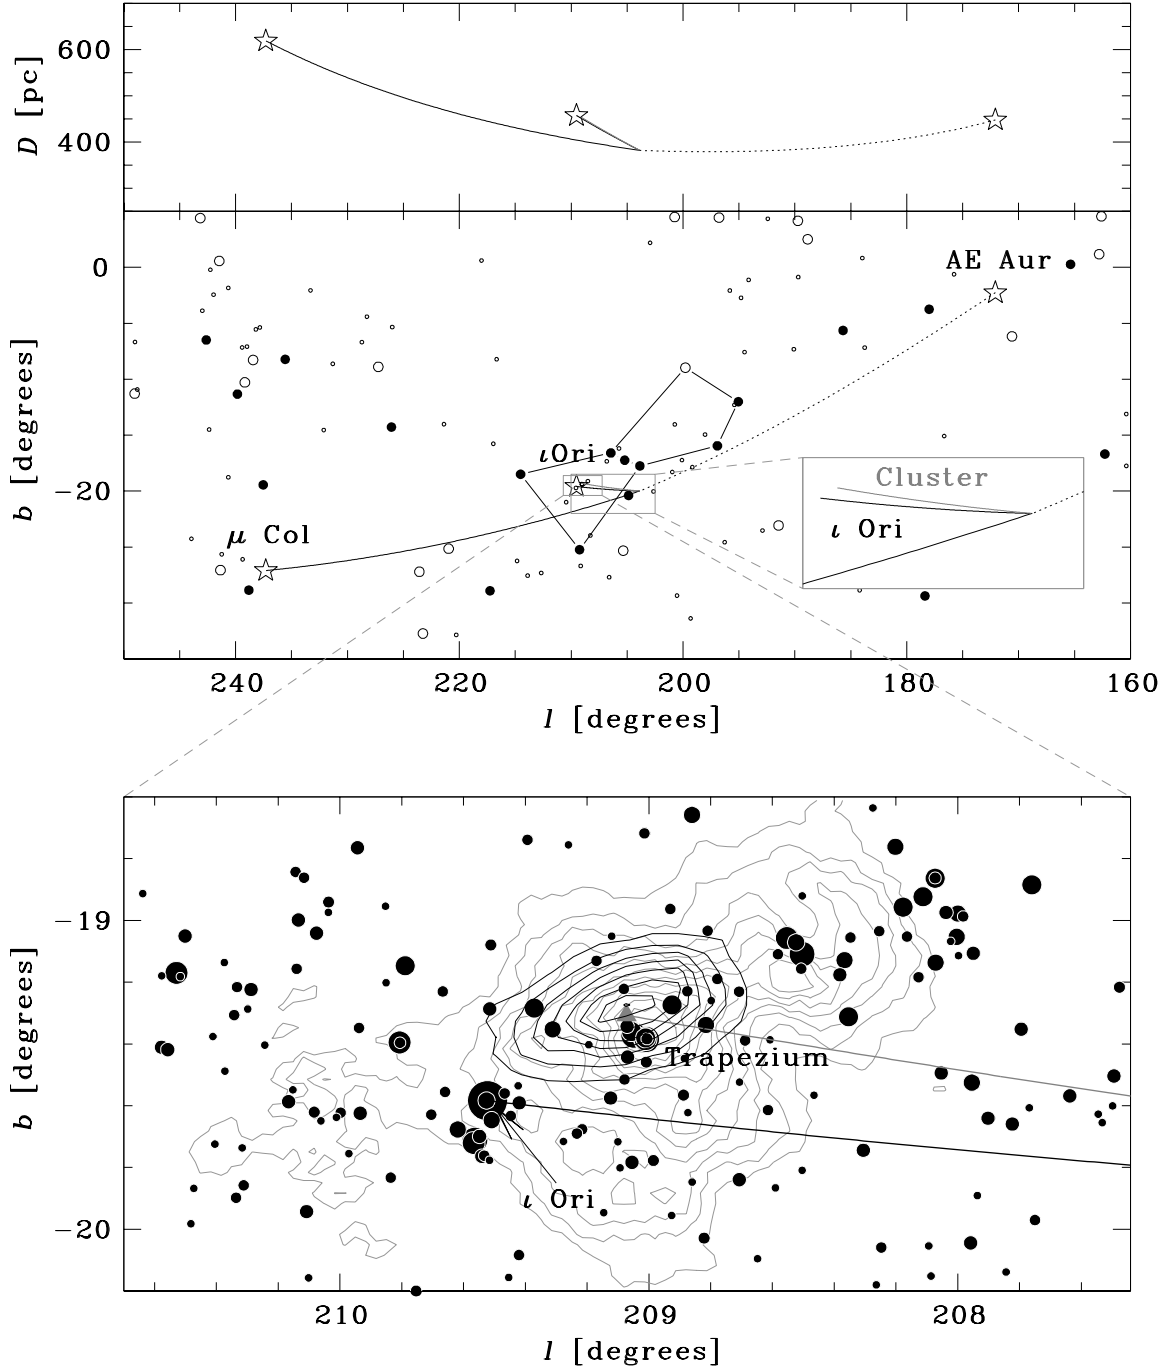 600
400
D [pc]
0
−20
b [degrees]
AE Aur
ι Ori
μ Col
Cluster
ι Ori
240
220
200
180
160
l [degrees]
−19
−20
b [degrees]
Trapezium
ι Ori
210
209
208
l [degrees]